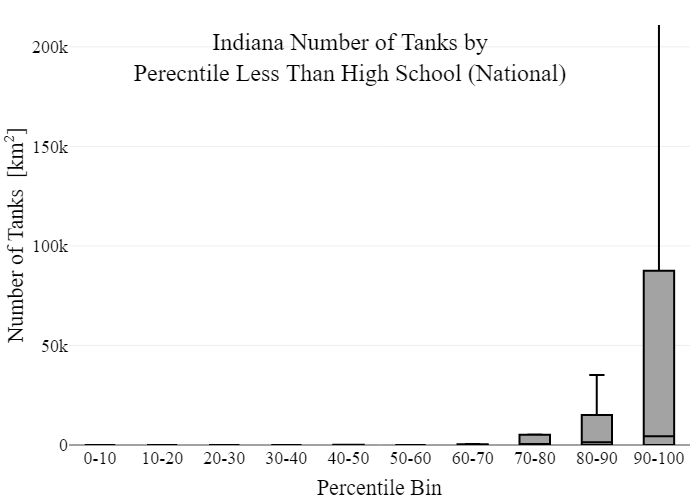 Indiana Number of Tanks by
Perecntile Less Than High School (National)
Number of Tanks [km²]
200k
150k
100k
50k
0
0-10 10-20 20-30 30-40 40-50 50-60 60-70 70-80 80-90 90-100
Percentile Bin